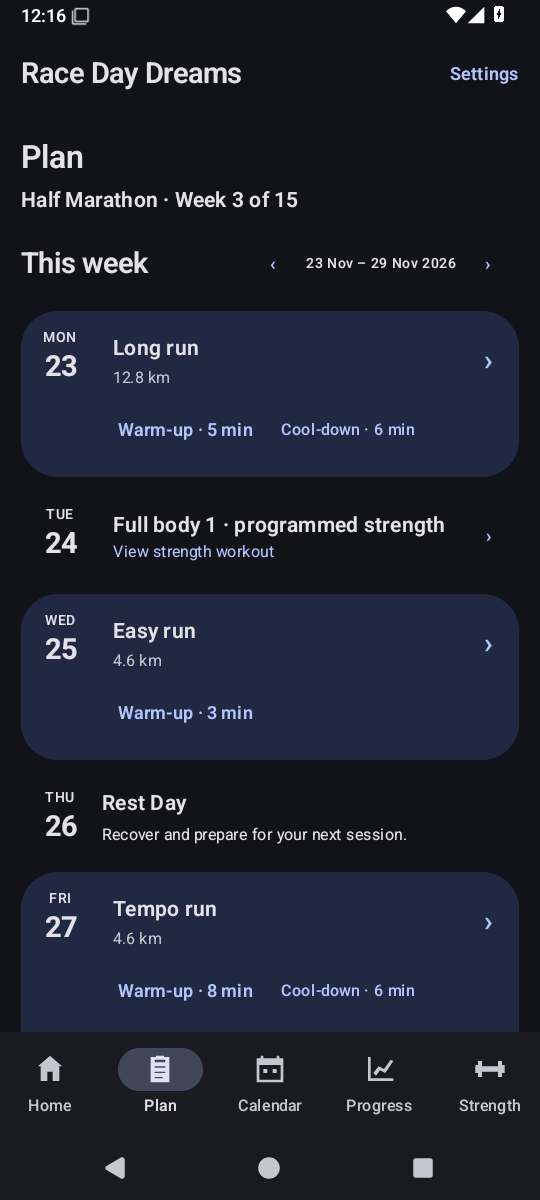 12:16
Race Day Dreams
Settings
Plan
Half Marathon · Week 3 of 15
This week
‹ 23 Nov – 29 Nov 2026 ›
MON
23
Long run
12.8 km
›
Warm-up · 5 min
Cool-down · 6 min
TUE
24
Full body 1 · programmed strength
View strength workout
›
WED
25
Easy run
4.6 km
›
Warm-up · 3 min
THU
26
Rest Day
Recover and prepare for your next session.
FRI
27
Tempo run
4.6 km
›
Warm-up · 8 min
Cool-down · 6 min
Home
Plan
Calendar
Progress
Strength